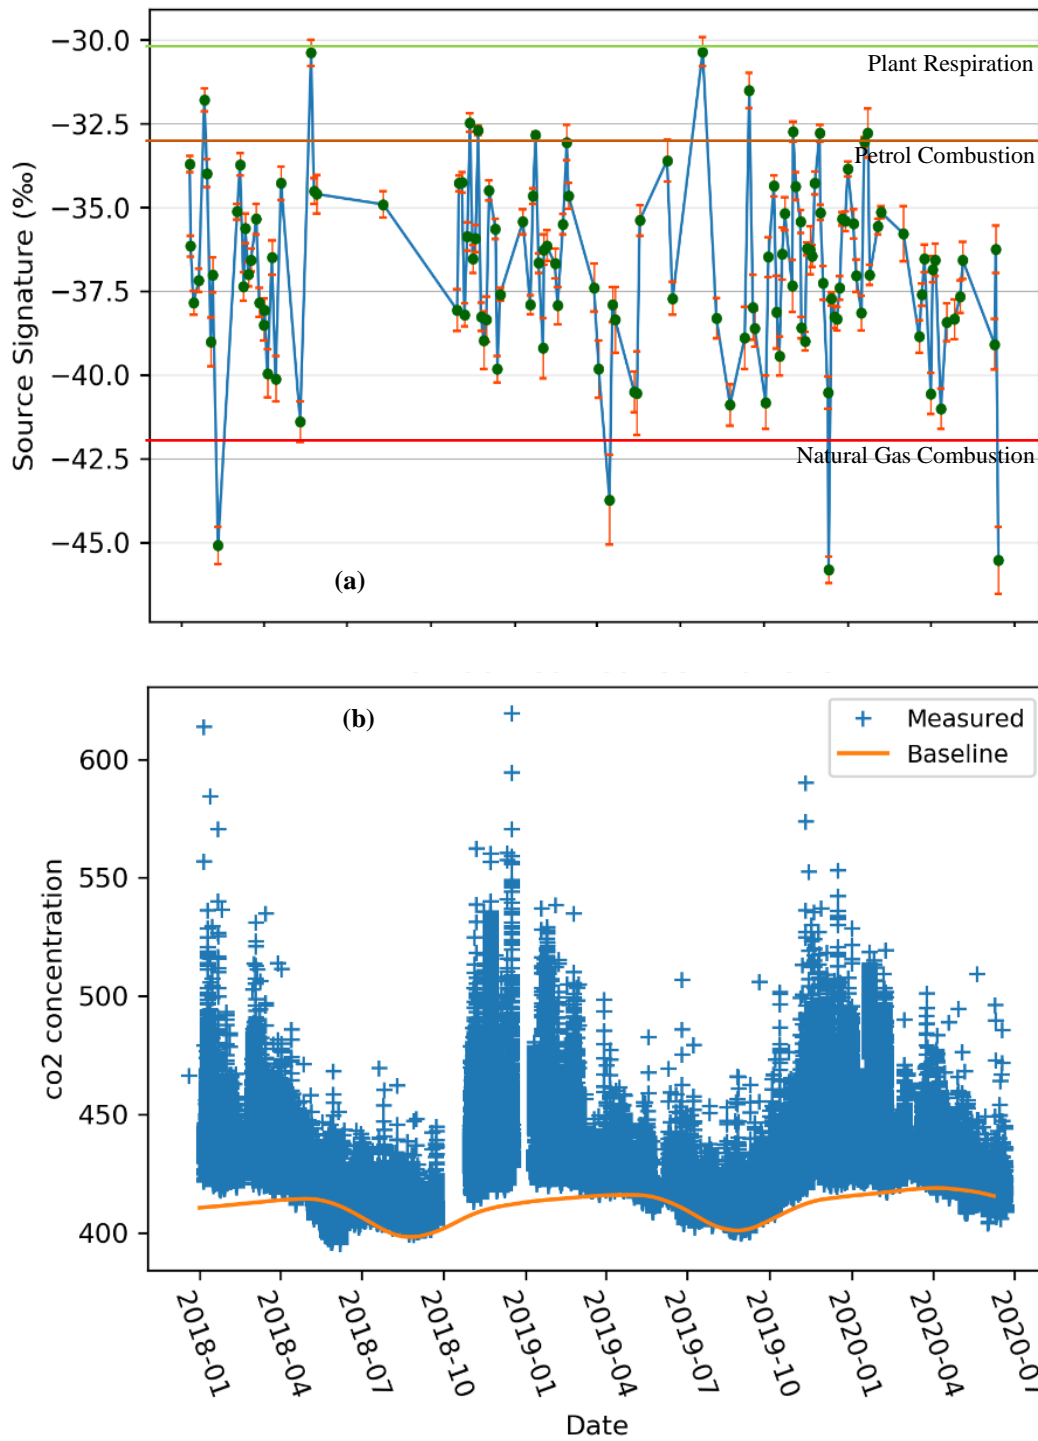 −30.0
Plant Respiration
−32.5
Petrol Combustion
−35.0
−37.5
−40.0
Natural Gas Combustion
−42.5
−45.0
Source Signature (‰)
(a)
(b)
Measured
Baseline
600
550
500
450
400
co2 concentration
2018-01
2018-04
2018-07
2018-10
2019-01
2019-04
2019-07
2019-10
2020-01
2020-04
2020-07
Date